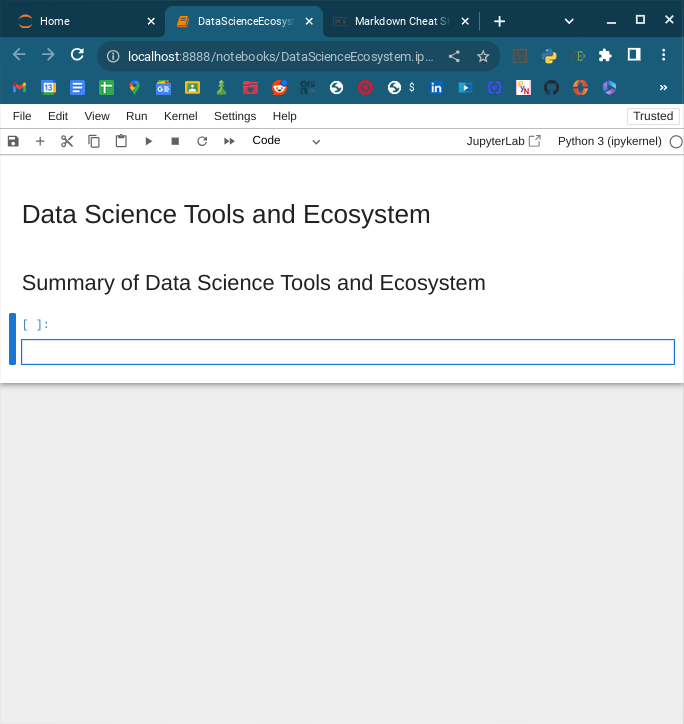 Home
DataScienceEcosyst
Markdown Cheat S
localhost:8888/notebooks/DataScienceEcosystem.ip...
$
File Edit View Run Kernel Settings Help Trusted
Code JupyterLab Python 3 (ipykernel)
Data Science Tools and Ecosystem
Summary of Data Science Tools and Ecosystem
[ ]: